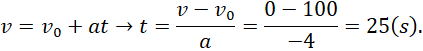 v = v₀ + at → t = (v − v₀)/a = (0 − 100)/(−4) = 25(s).